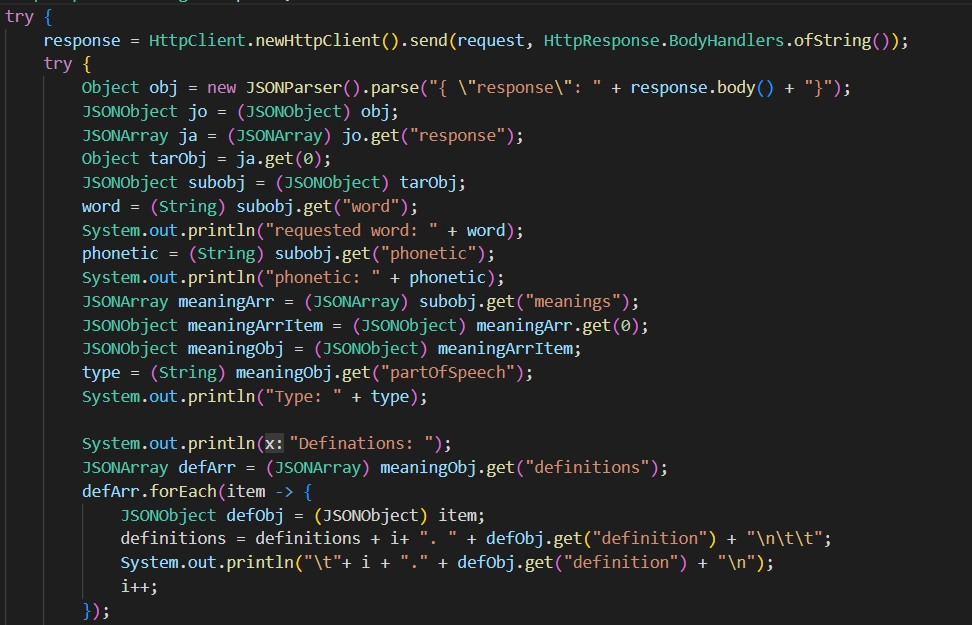 try {
    response = HttpClient.newHttpClient().send(request, HttpResponse.BodyHandlers.ofString());
    try {
        Object obj = new JSONParser().parse("{ \"response\": " + response.body() + "}");
        JSONObject jo = (JSONObject) obj;
        JSONArray ja = (JSONArray) jo.get("response");
        Object tarObj = ja.get(0);
        JSONObject subobj = (JSONObject) tarObj;
        word = (String) subobj.get("word");
        System.out.println("requested word: " + word);
        phonetic = (String) subobj.get("phonetic");
        System.out.println("phonetic: " + phonetic);
        JSONArray meaningArr = (JSONArray) subobj.get("meanings");
        JSONObject meaningArrItem = (JSONObject) meaningArr.get(0);
        JSONObject meaningObj = (JSONObject) meaningArrItem;
        type = (String) meaningObj.get("partOfSpeech");
        System.out.println("Type: " + type);

        System.out.println(x: "Definations: ");
        JSONArray defArr = (JSONArray) meaningObj.get("definitions");
        defArr.forEach(item -> {
            JSONObject defObj = (JSONObject) item;
            definitions = definitions + i+ ". " + defObj.get("definition") + "\n\t\t";
            System.out.println("\t"+ i + "." + defObj.get("definition") + "\n");
            i++;
        });